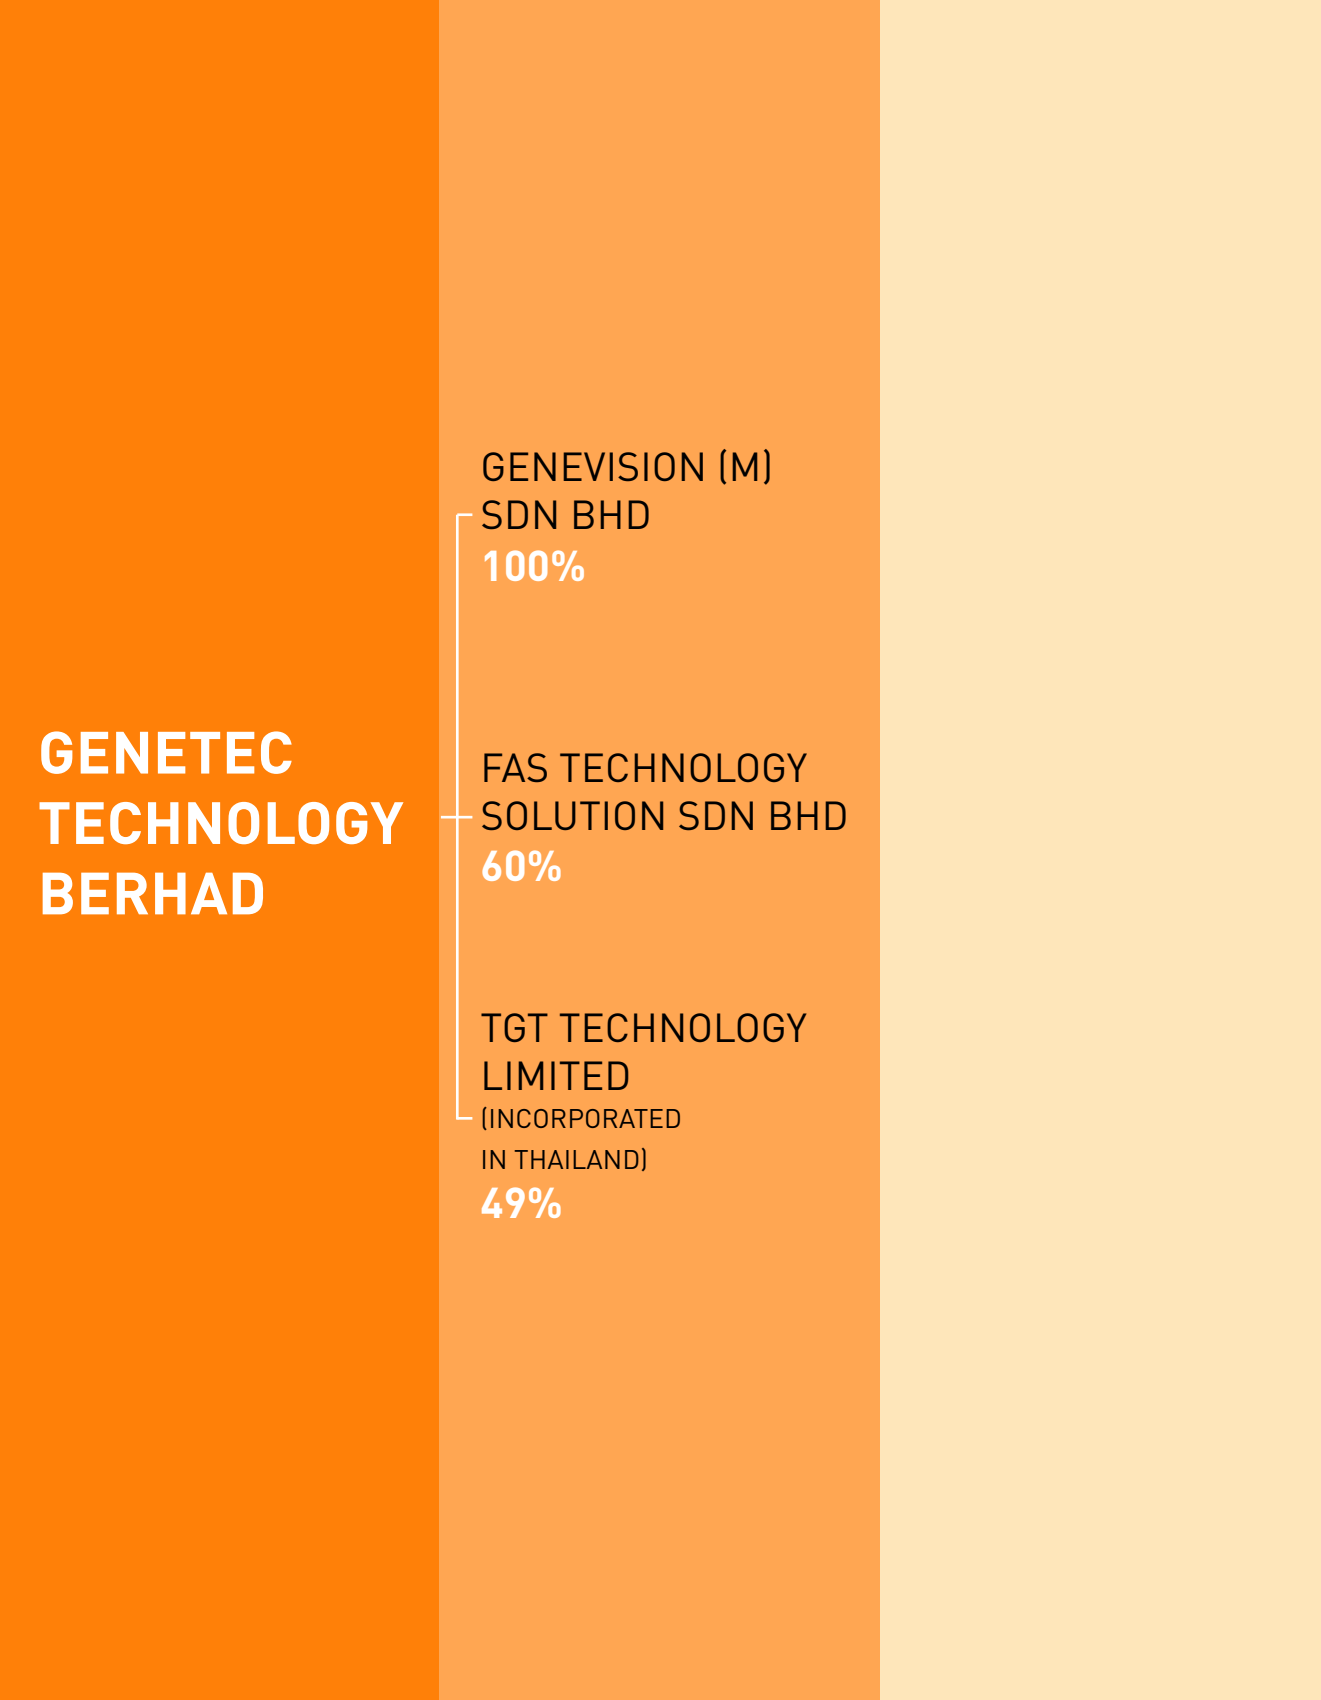 GENETEC
TECHNOLOGY
BERHAD
GENEVISION (M)
SDN BHD
100%
FAS TECHNOLOGY
SOLUTION SDN BHD
60%
TGT TECHNOLOGY
LIMITED
(INCORPORATED
IN THAILAND)
49%